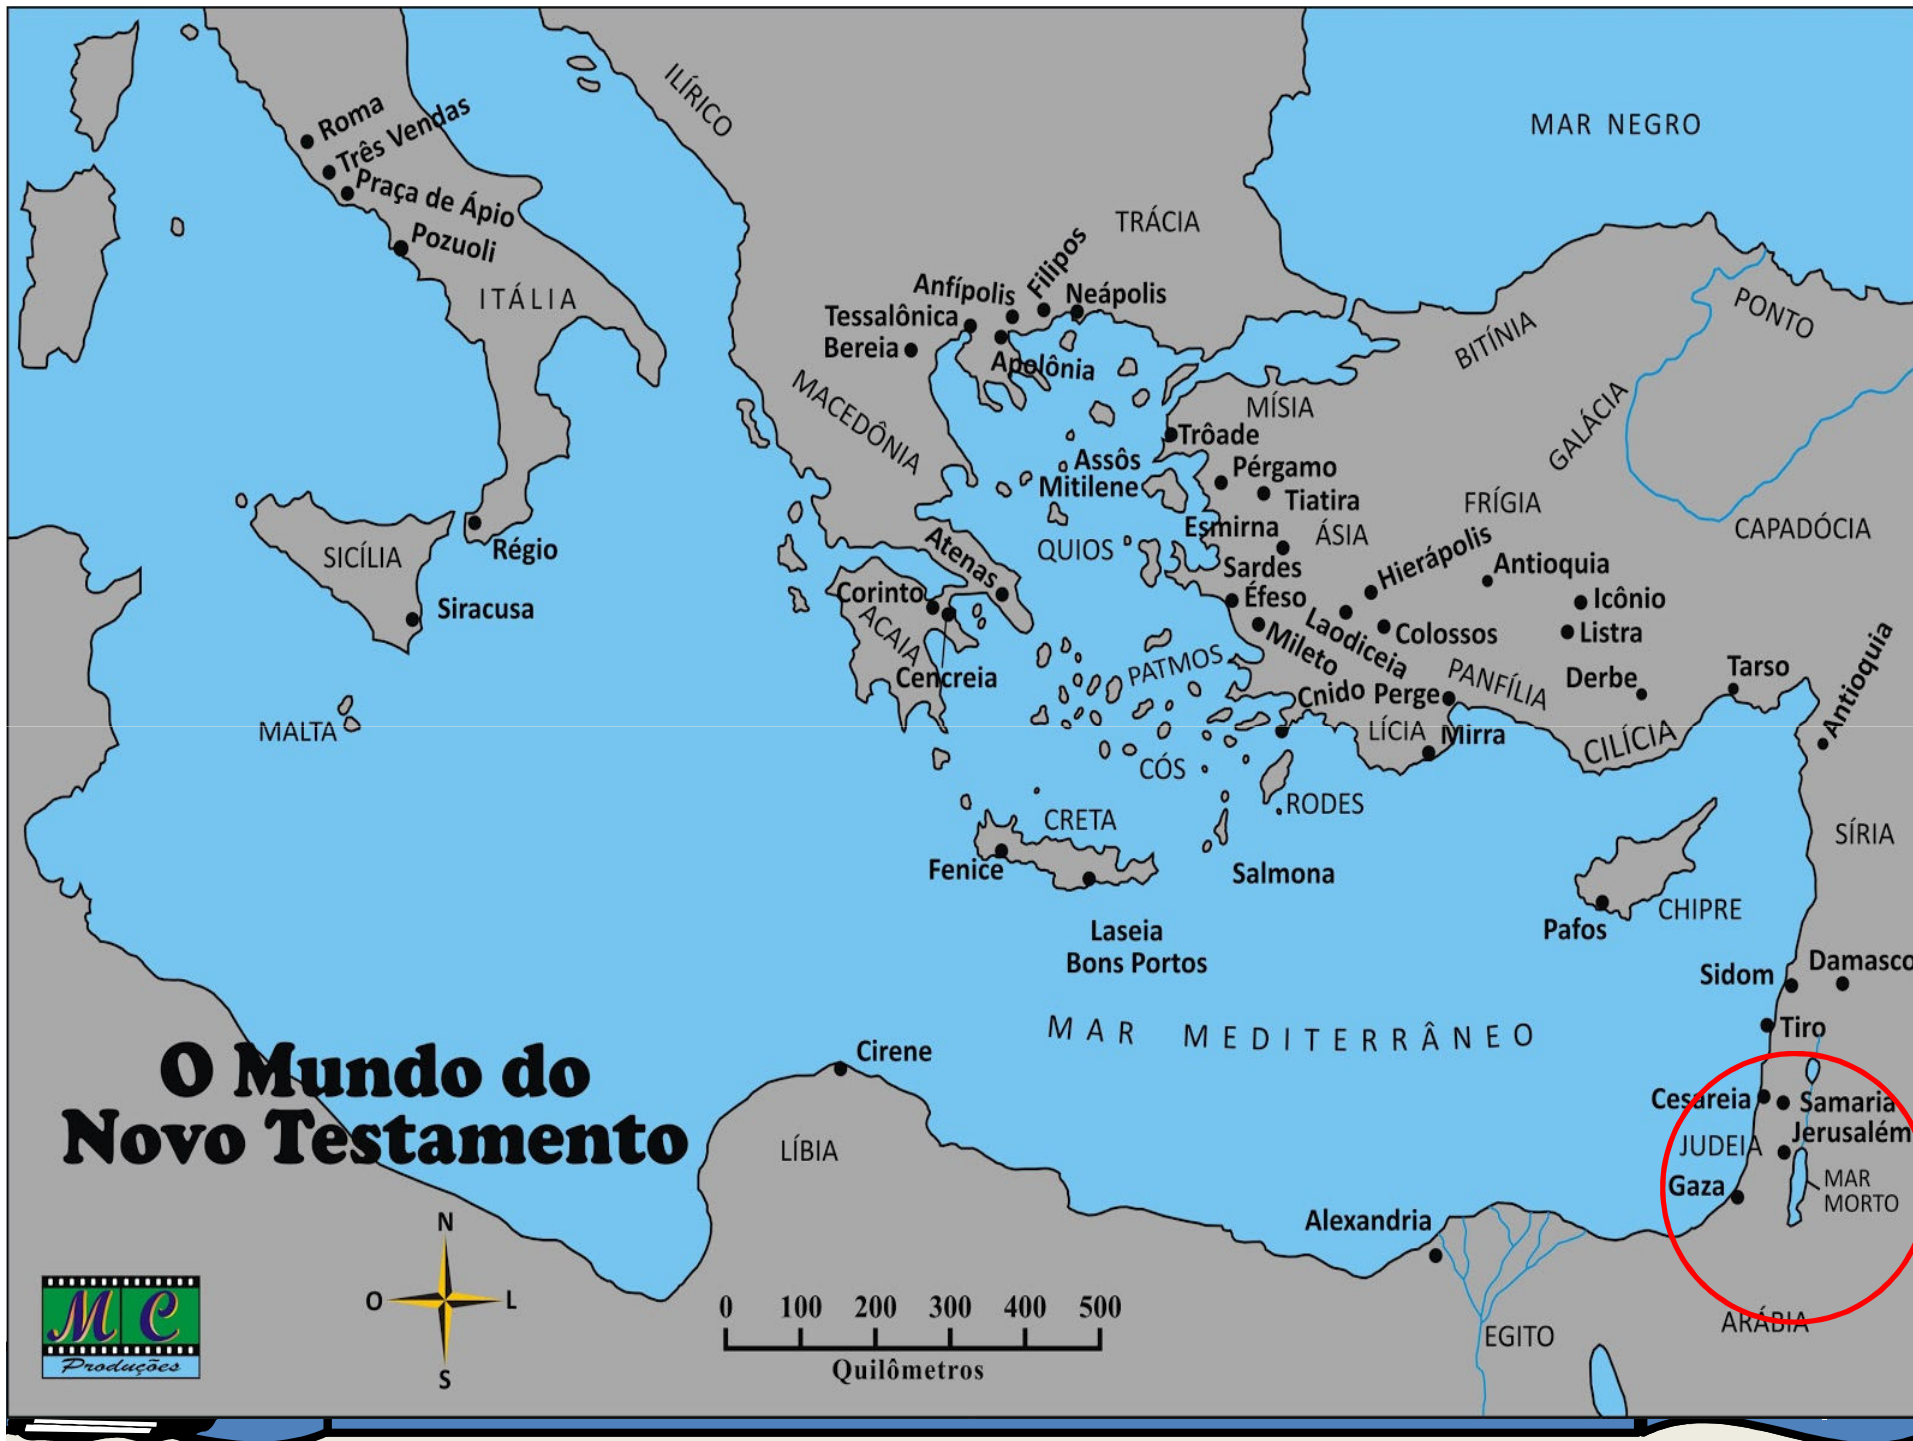 ILÍRICO
MAR NEGRO
Roma
Três Vendas
Praça de Ápio
Pozuoli
ITÁLIA
TRÁCIA
Filipos
Anfípolis
Neápolis
Tessalônica
Bereia
Apolônia
PONTO
BITÍNIA
MACEDÔNIA
MÍSIA
GALÁCIA
Trôade
Assôs
Mitilene
Pérgamo
Tiatira
FRÍGIA
CAPADÓCIA
Esmirna
ÁSIA
QUIOS
Atenas
SICÍLIA
Régio
Hierápolis
Antioquia
Sardes
Éfeso
Icônio
Corinto
ACAIA
Siracusa
Laodiceia
Colossos
Listra
Mileto
Antioquia
PATMOS
Cencreia
PANFÍLIA
Derbe
Tarso
Cnido
Perge
MALTA
LÍCIA
Mirra
CILÍCIA
CÓS
RODES
CRETA
SÍRIA
Fenice
Salmona
CHIPRE
Pafos
Laseia
Bons Portos
Sidom
Damasco
MAR MEDITERRÂNEO
Tiro
Cirene
O Mundo do
Novo Testamento
Cesareia
Samaria
Jerusalém
JUDEIA
LÍBIA
Gaza
MAR
MORTO
Alexandria
N
O
L
S
0 100 200 300 400 500
Quilômetros
EGITO
ARÁBIA
M C
Produções